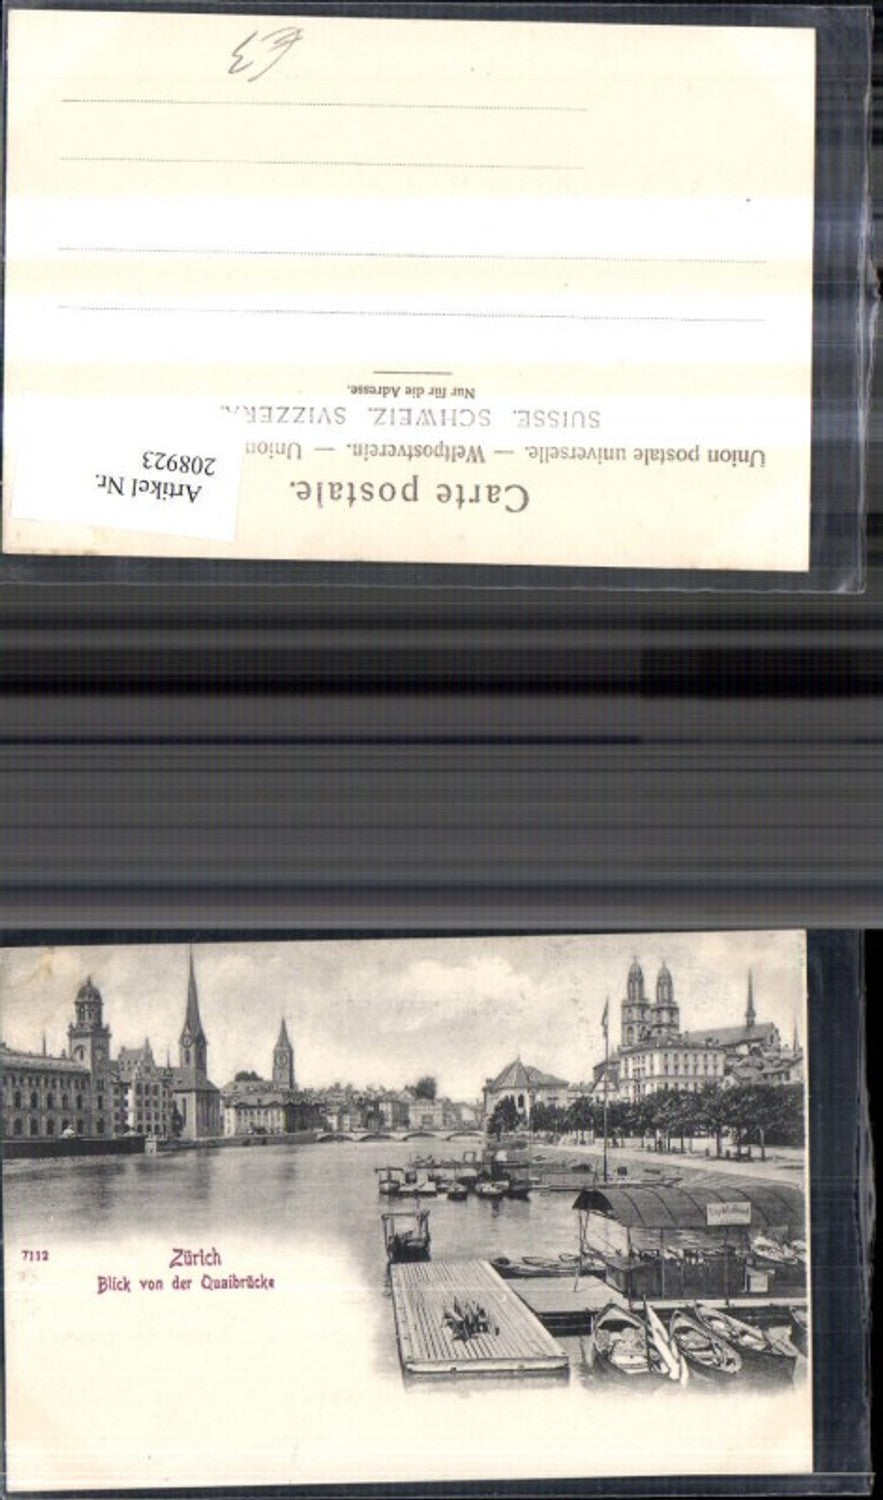 Carte postale.
Union postale universelle. — Weltpostverein. — Union
SUISSE. SCHWEIZ. SVIZZERA.
Nur für die Adresse.
Artikel Nr.
208923
7112
Zürich
Blick von der Quaibrücke